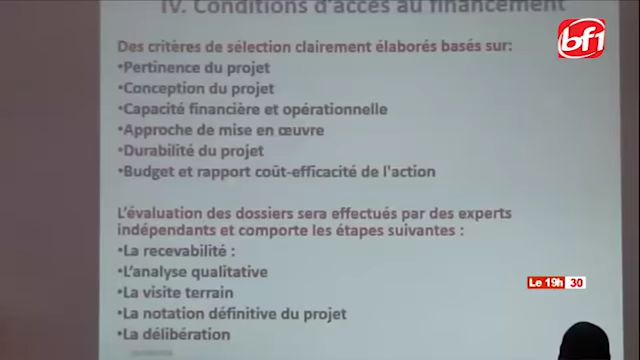 IV. Conditions d'accès au financement
bf1
Des critères de sélection clairement élaborés basés sur:
•Pertinence du projet
•Conception du projet
•Capacité financière et opérationnelle
•Approche de mise en œuvre
•Durabilité du projet
•Budget et rapport coût-efficacité de l'action
L'évaluation des dossiers sera effectués par des experts
indépendants et comporte les étapes suivantes :
•La recevabilité :
•L'analyse qualitative
•La visite terrain
•La notation définitive du projet
•La délibération
Le 19h 30